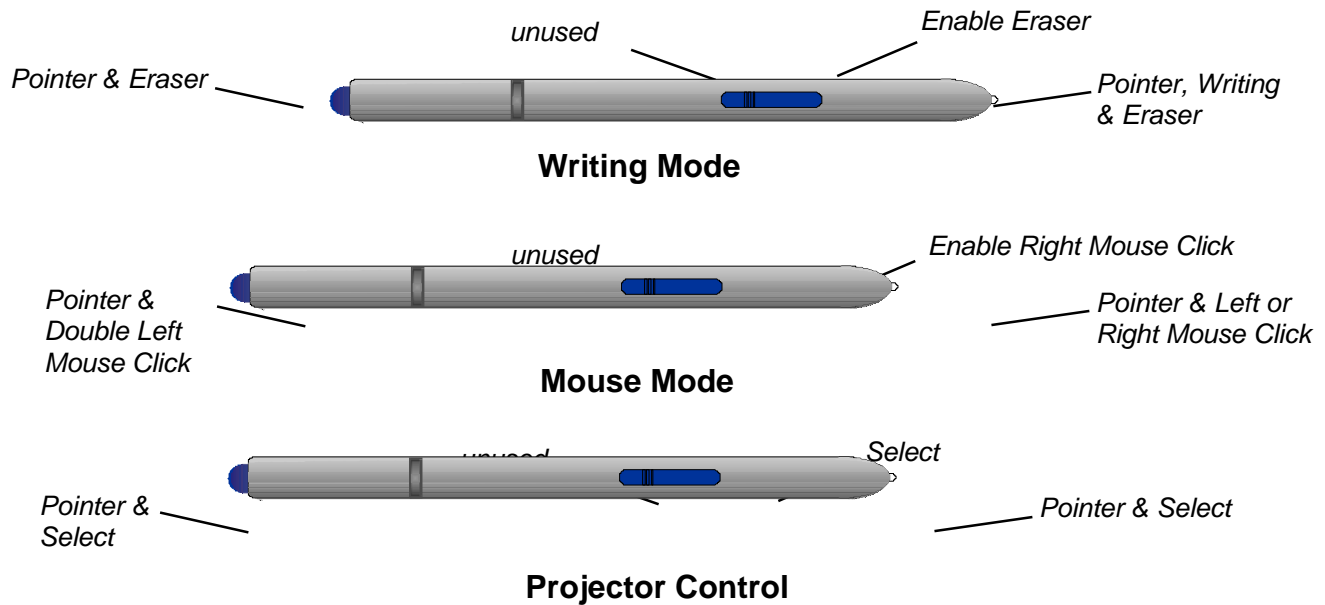 unused
Enable Eraser
Pointer & Eraser
Pointer, Writing
& Eraser
Writing Mode
unused
Enable Right Mouse Click
Pointer &
Double Left
Mouse Click
Pointer & Left or
Right Mouse Click
Mouse Mode
unused
Select
Pointer &
Select
Pointer & Select
Projector Control